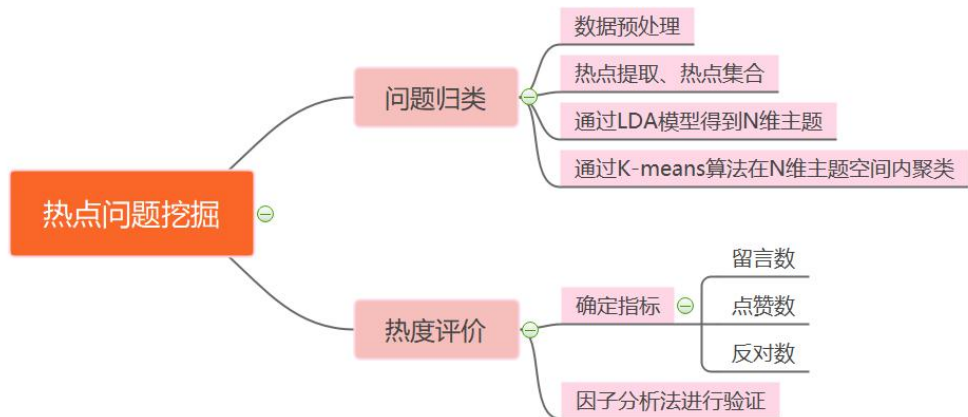 热点问题挖掘
问题归类
数据预处理
热点提取、热点集合
通过LDA模型得到N维主题
通过K-means算法在N维主题空间内聚类
热度评价
确定指标
留言数
点赞数
反对数
因子分析法进行验证